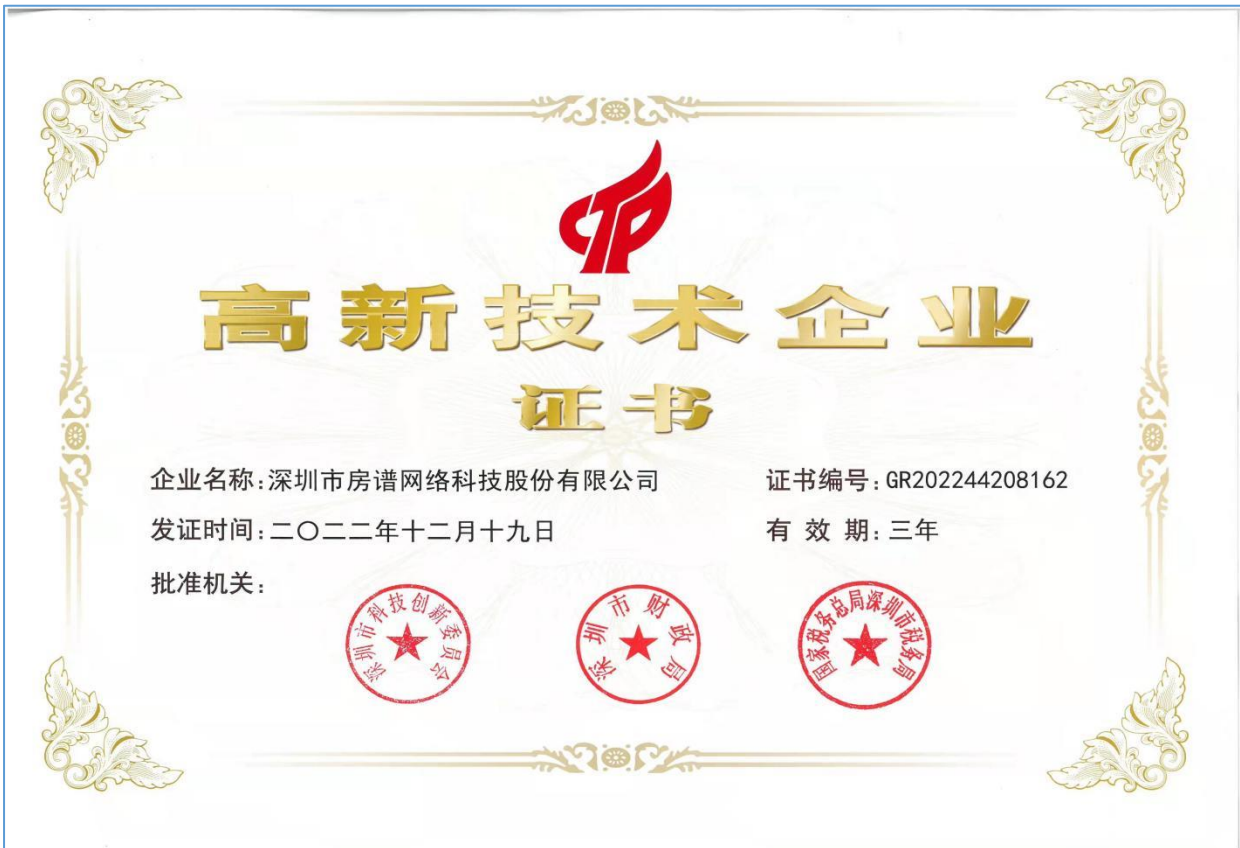 高新技术企业
证书
企业名称:深圳市房谱网络科技股份有限公司
证书编号:GR202244208162
发证时间:二〇二二年十二月十九日
有 效 期:三年
批准机关:
深圳市科技创新委员会
深圳市财政局
国家税务总局深圳市税务局